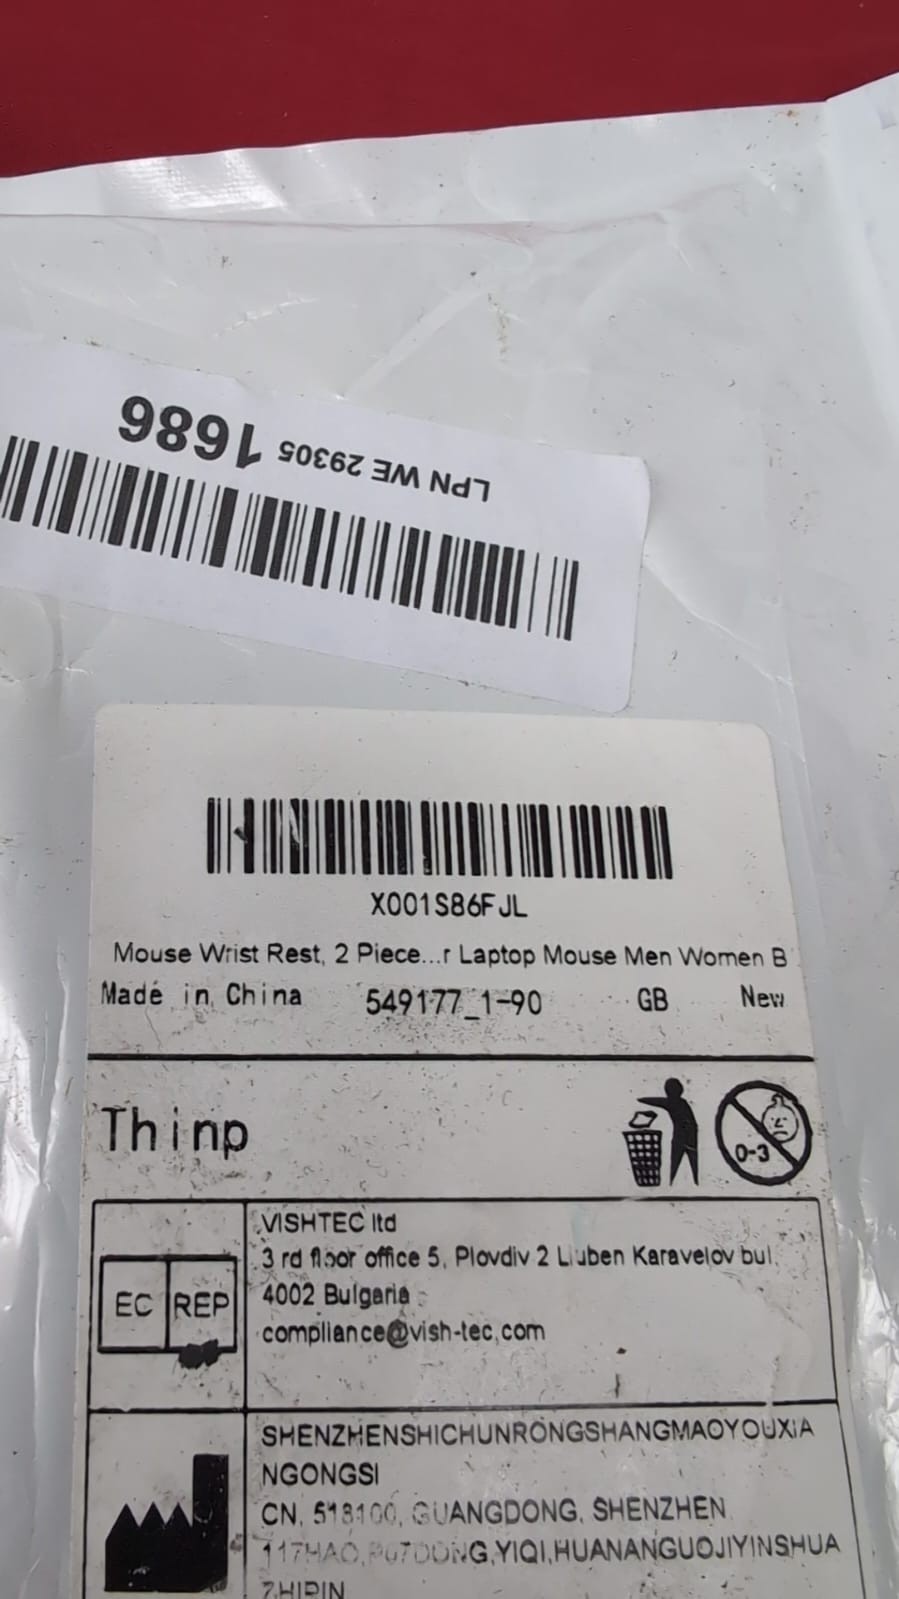 LPN WE 29305 1686
X001S86FJL
Mouse Wrist Rest, 2 Piece...r Laptop Mouse Men Women B
Made in China 549177_1-90 GB New
Thinp
0-3
EC REP
VISHTEC ltd
3 rd floor office 5, Plovdiv 2 Liuben Karavelov bul.
4002 Bulgaria
compliance@vish-tec.com
SHENZHENSHICHUNRONGSHANGMAOYOUXIA
NGONGSI
CN, 518100, GUANGDONG, SHENZHEN
117HAO,
YIQI,HUANANGUOJIYINSHUA
ZHIPIN